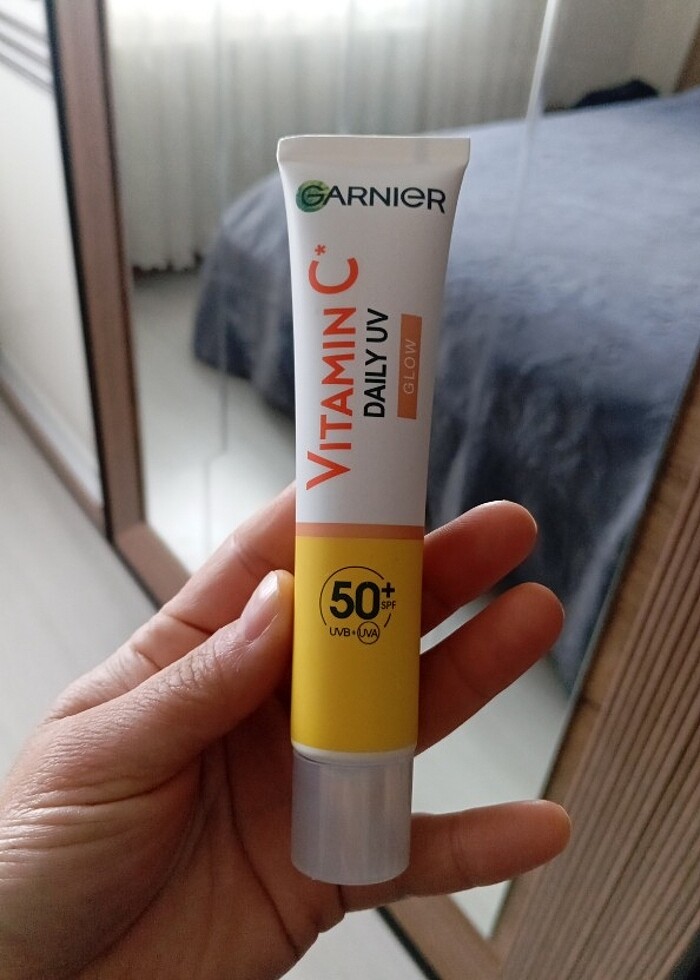 GARNIER
VITAMIN C*
DAILY UV
GLOW
50+
SPF
UVB+UVA